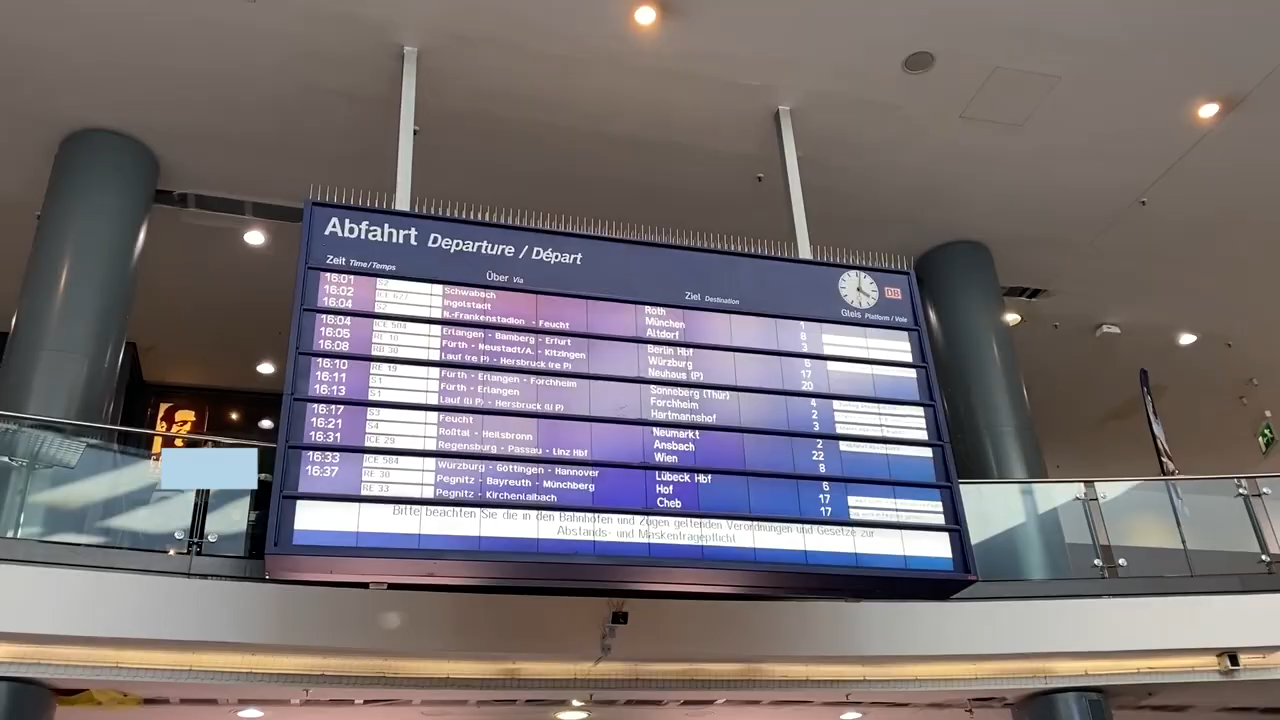 Abfahrt Departure / Départ
Zeit Time/Temps Über Via Ziel Destination Gleis Platform / Voie
DB
16:01 S2 Schwabach Roth 1
16:02 ICE 627 Ingolstadt München 8
16:04 S2 N.-Frankenstadion - Feucht Altdorf 3
16:04 ICE 504 Erlangen - Bamberg - Erfurt Berlin Hbf 6
16:05 RE 10 Fürth - Neustadt/A. - Kitzingen Würzburg 17
16:08 RB 30 Lauf (re P) - Hersbruck (re P) Neuhaus (P) 20
16:10 RE 19 Fürth - Erlangen - Forchheim Sonneberg (Thür) 4
16:11 S1 Fürth - Erlangen Forchheim 2
16:13 S1 Lauf (li P) - Hersbruck (li P) Hartmannshof 3
16:17 S3 Feucht Neumarkt 2
16:21 S4 Roßtal - Heilsbronn Ansbach 22
16:31 ICE 29 Regensburg - Passau - Linz Hbf Wien 8
16:33 ICE 584 Würzburg - Göttingen - Hannover Lübeck Hbf 6
16:37 RE 30 Pegnitz - Bayreuth - Münchberg Hof 17
RE 33 Pegnitz - Kirchenlaibach Cheb 17
Bitte beachten Sie die in den Bahnhöfen und Zügen geltenden Verordnungen und Gesetze zur
Abstands- und Maskentragepflicht